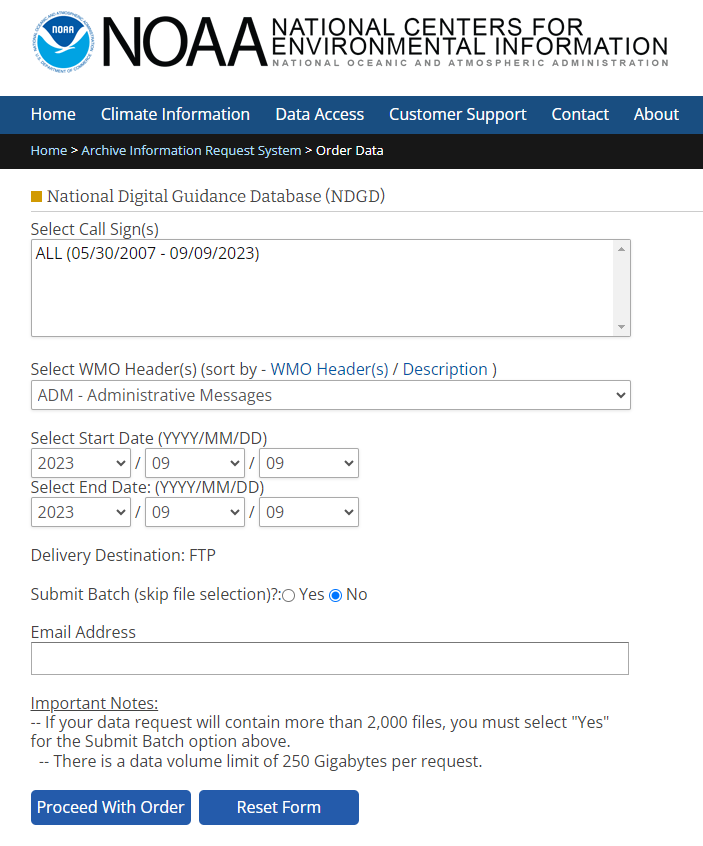 NOAA
NOAA
NATIONAL CENTERS FOR
ENVIRONMENTAL INFORMATION
NATIONAL OCEANIC AND ATMOSPHERIC ADMINISTRATION
Home Climate Information Data Access Customer Support Contact About
Home > Archive Information Request System > Order Data
National Digital Guidance Database (NDGD)
Select Call Sign(s)
ALL (05/30/2007 - 09/09/2023)
Select WMO Header(s) (sort by - WMO Header(s) / Description )
ADM - Administrative Messages
Select Start Date (YYYY/MM/DD)
2023 / 09 / 09
Select End Date: (YYYY/MM/DD)
2023 / 09 / 09
Delivery Destination: FTP
Submit Batch (skip file selection)?: Yes No
Email Address
Important Notes:
-- If your data request will contain more than 2,000 files, you must select "Yes"
for the Submit Batch option above.
-- There is a data volume limit of 250 Gigabytes per request.
Proceed With Order Reset Form